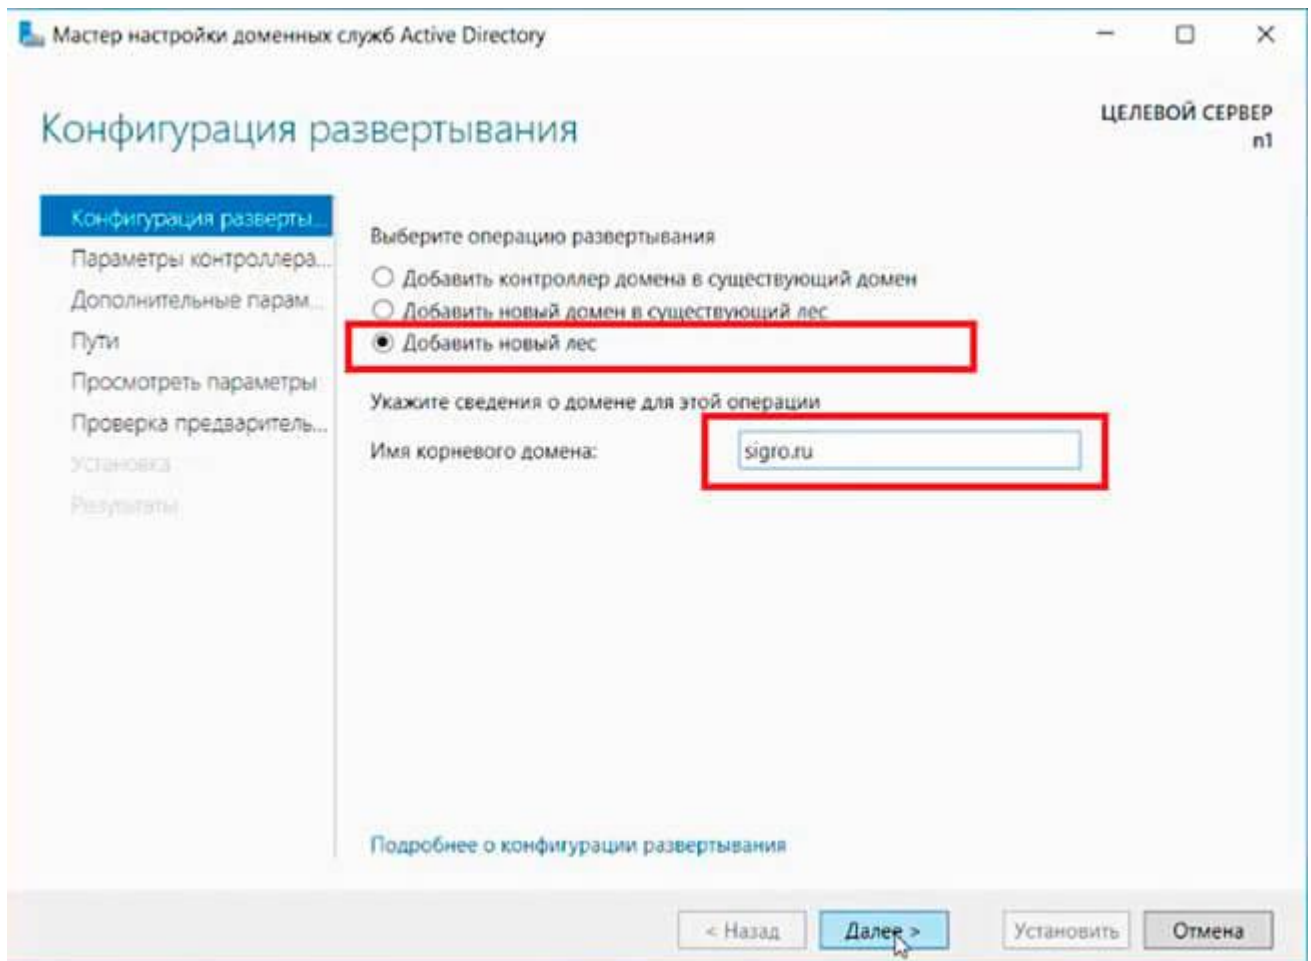 Мастер настройки доменных служб Active Directory
Конфигурация развертывания
ЦЕЛЕВОЙ СЕРВЕР
n1
Конфигурация разверты...
Параметры контроллера...
Дополнительные парам...
Пути
Просмотреть параметры
Проверка предваритель...
Установка
Результаты
Выберите операцию развертывания
Добавить контроллер домена в существующий домен
Добавить новый домен в существующий лес
Добавить новый лес
Укажите сведения о домене для этой операции
Имя корневого домена:
sigro.ru
Подробнее о конфигурации развертывания
< Назад
Далее >
Установить
Отмена